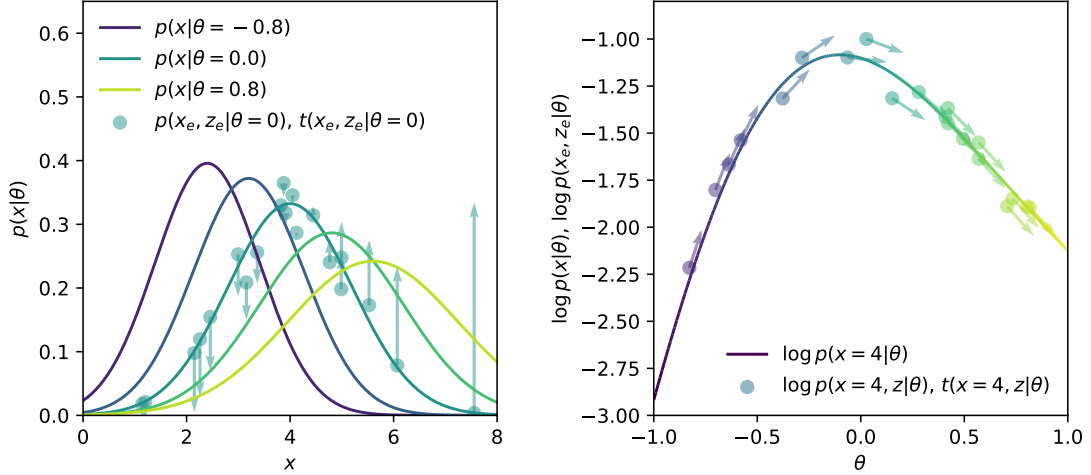 0.6
0.5
0.4
0.3
0.2
0.1
0.0
0 2 4 6 8
x
p(x|θ)
p(x|θ = −0.8)
p(x|θ = 0.0)
p(x|θ = 0.8)
p(x_e, z_e|θ = 0), t(x_e, z_e|θ = 0)
−1.00
−1.25
−1.50
−1.75
−2.00
−2.25
−2.50
−2.75
−3.00
−1.0 −0.5 0.0 0.5 1.0
θ
log p(x|θ), log p(x_e, z_e|θ)
log p(x = 4|θ)
log p(x = 4, z|θ), t(x = 4, z|θ)